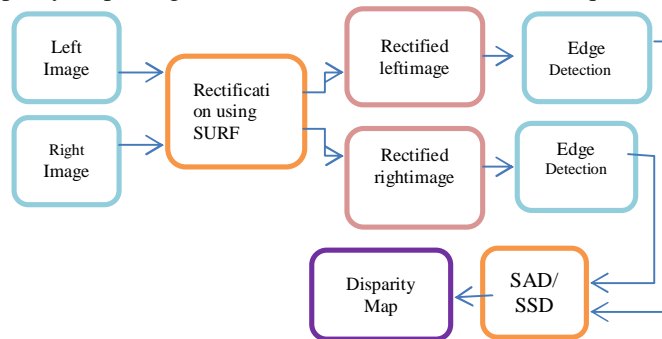 Left
Image
Right
Image
Rectificati
on using
SURF
Rectified
leftimage
Rectified
rightimage
Edge
Detection
Edge
Detection
SAD/
SSD
Disparity
Map